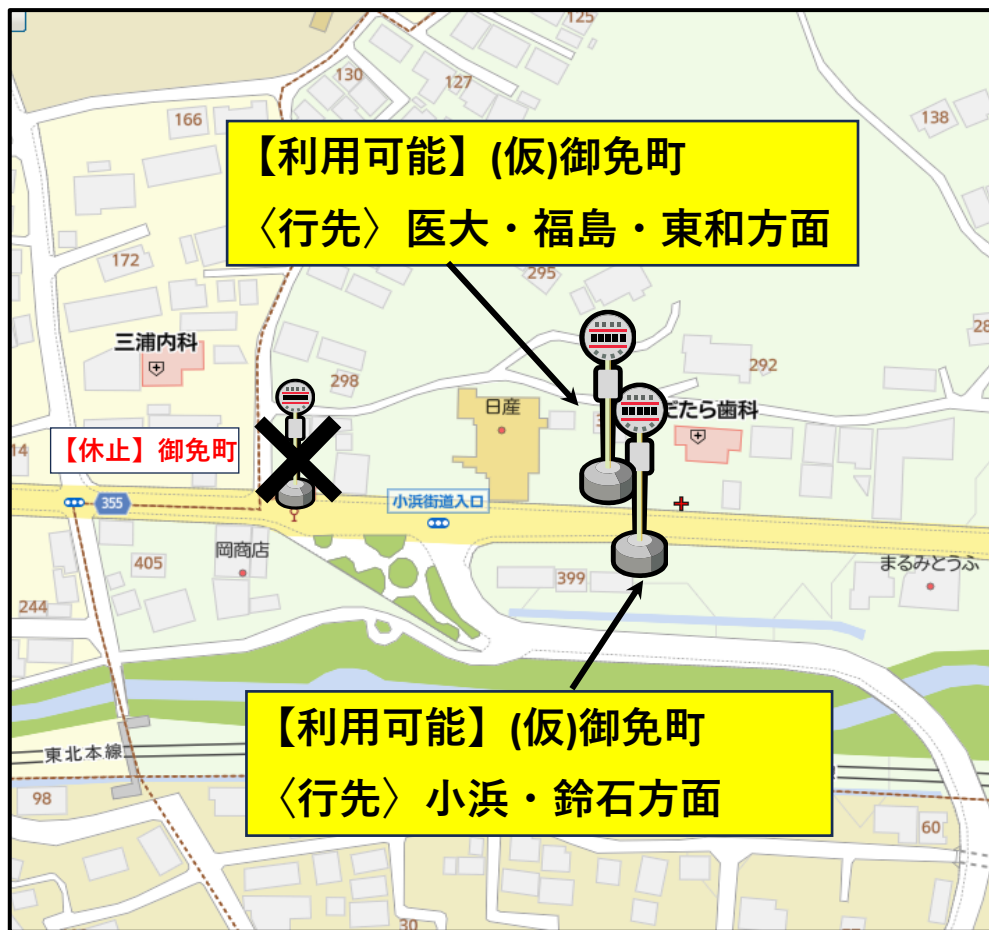 125
130
127
166
138
【利用可能】(仮)御免町
〈行先〉医大・福島・東和方面
172
295
三浦内科
298
292
日産
だたら歯科
【休止】御免町
355
小浜街道入口
岡商店
405
399
まるみとうふ
244
【利用可能】(仮)御免町
〈行先〉小浜・鈴石方面
東北本線
98
60
30